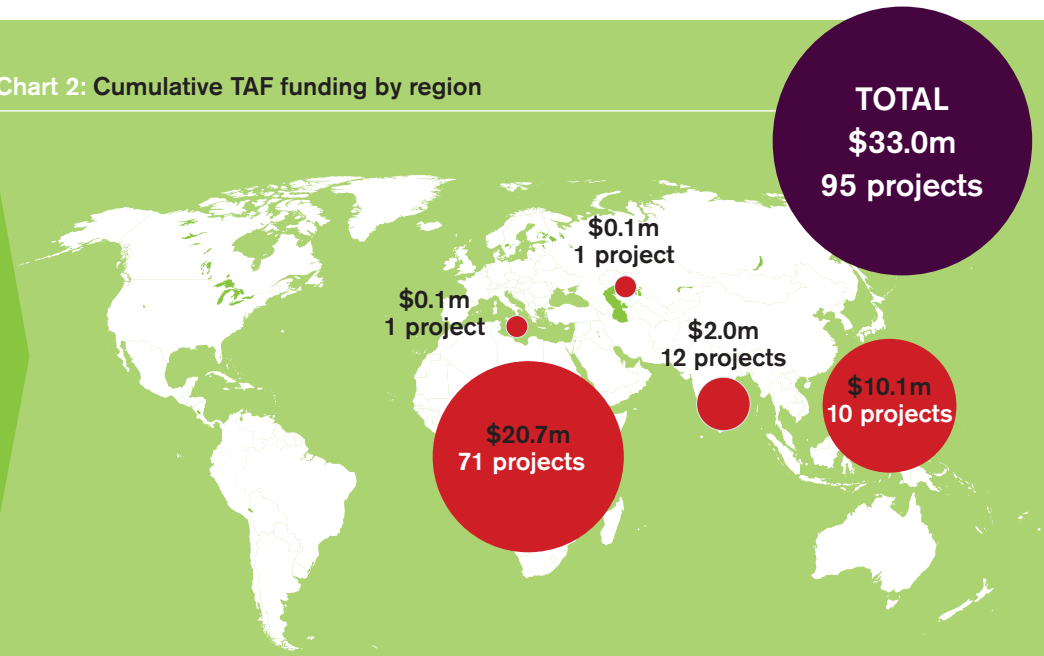 Chart 2: Cumulative TAF funding by region
TOTAL
$33.0m
95 projects
$0.1m
1 project
$0.1m
1 project
$2.0m
12 projects
$10.1m
10 projects
$20.7m
71 projects